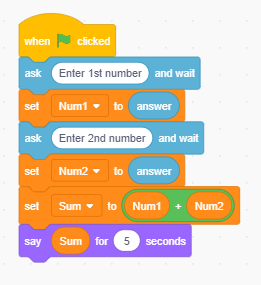 when clicked
ask Enter 1st number and wait
set Num1 to answer
ask Enter 2nd number and wait
set Num2 to answer
set Sum to Num1 + Num2
say Sum for 5 seconds